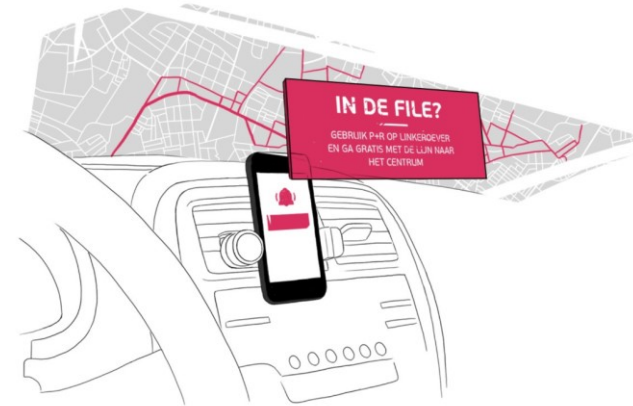 IN DE FILE?
GEBRUIK P+R OP LINKEROEVER
EN GA GRATIS MET DE LIJN NAAR
HET CENTRUM